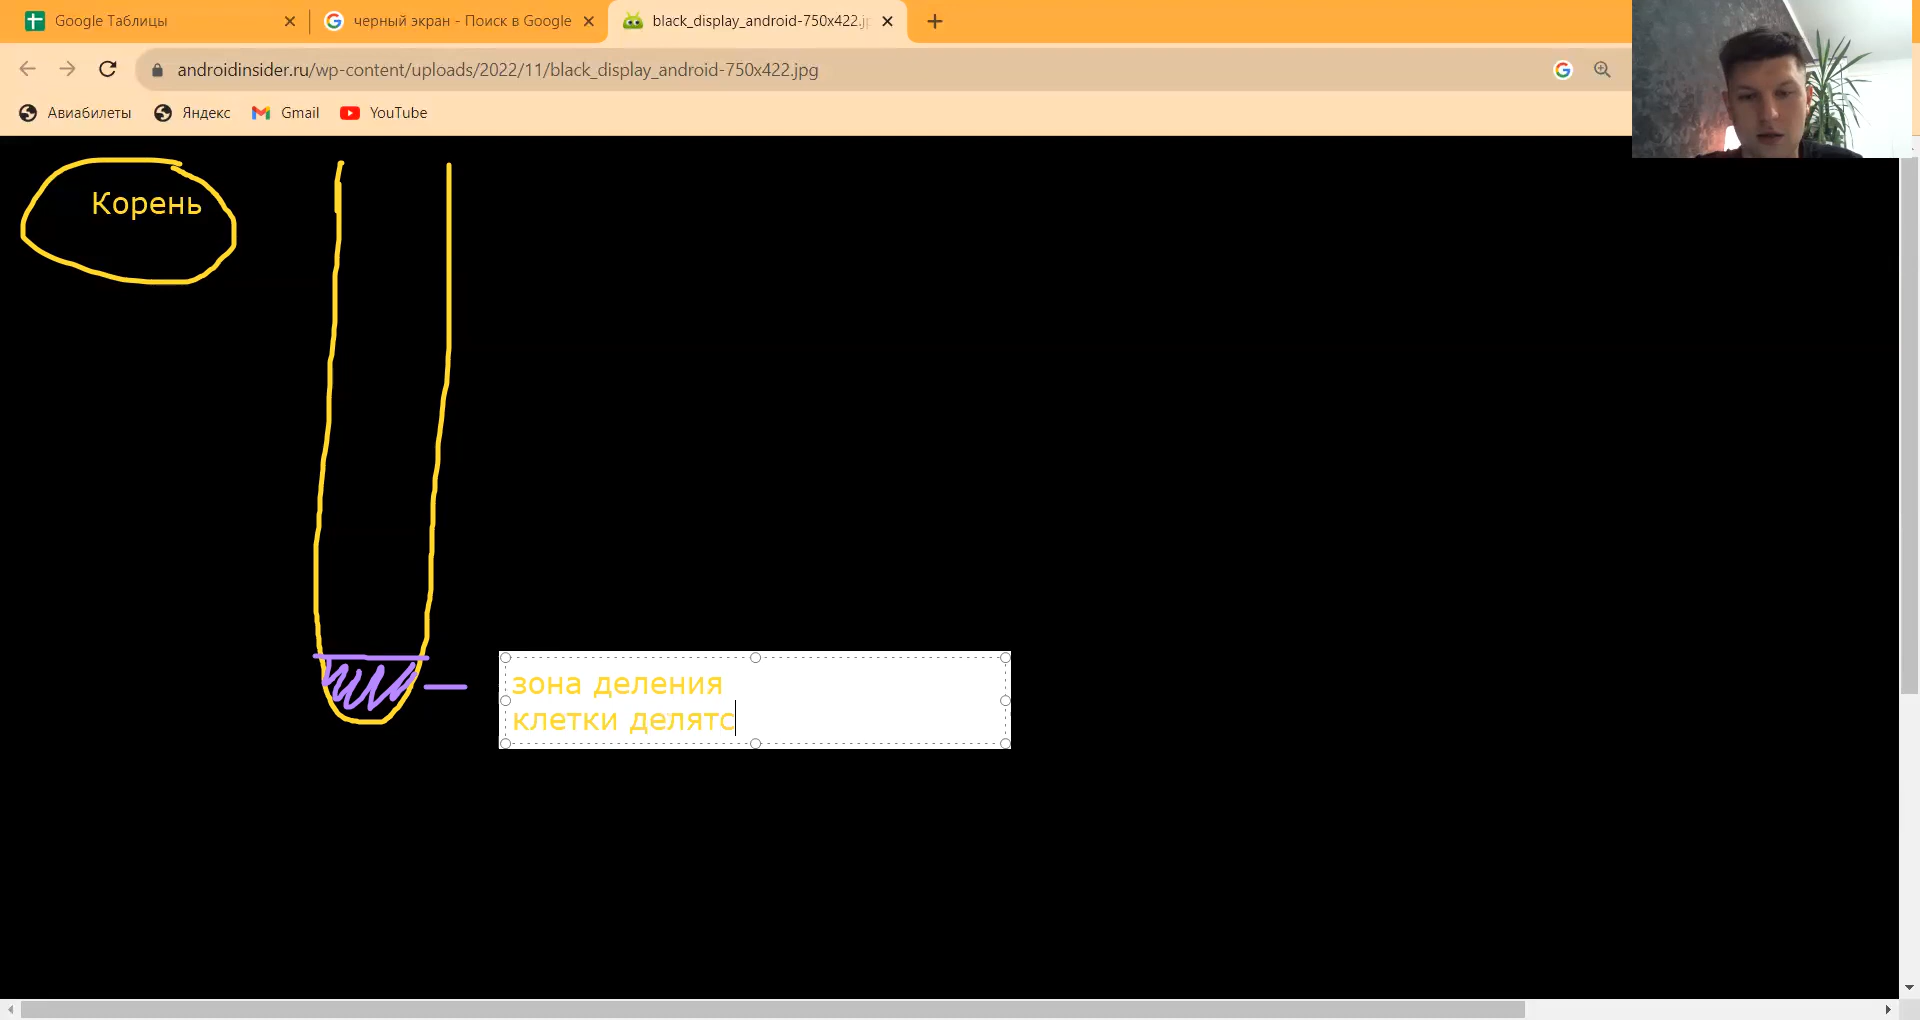 Google Таблицы
черный экран - Поиск в Google
black_display_android-750x422.j
androidinsider.ru/wp-content/uploads/2022/11/black_display_android-750x422.jpg
Авиабилеты
Яндекс
Gmail
YouTube
Корень
зона деления
клетки делятс